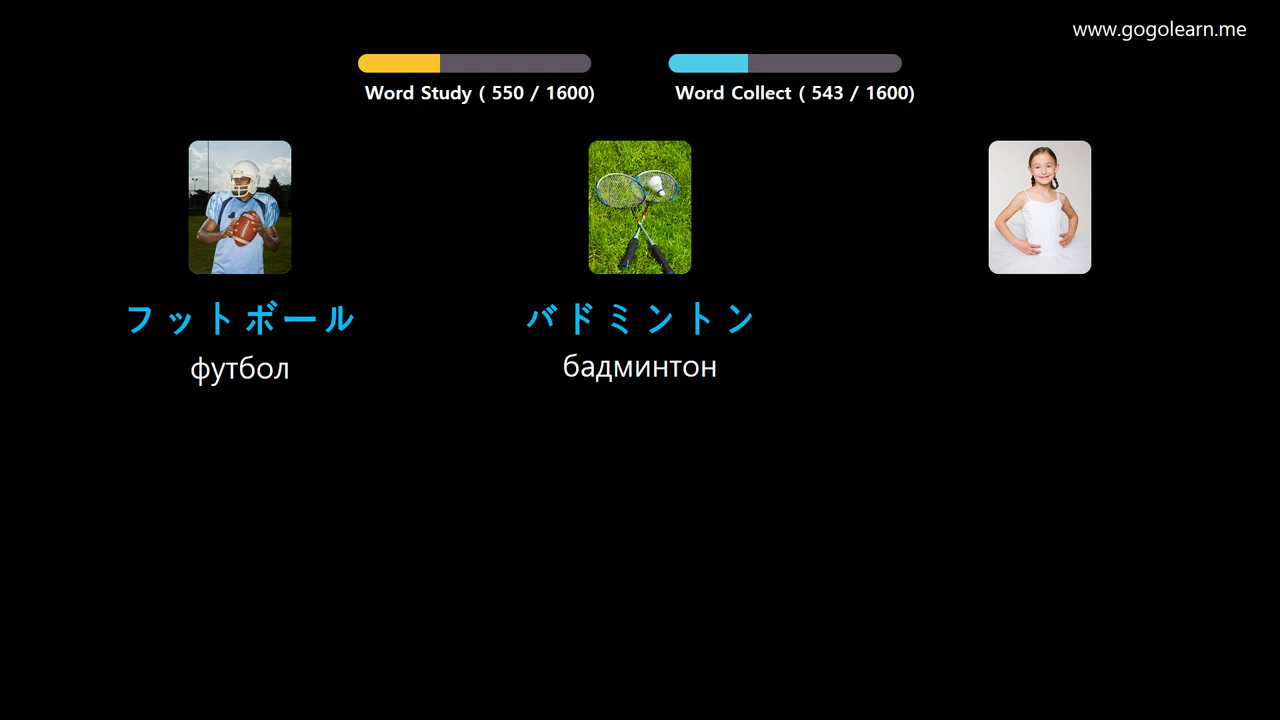 www.gogolearn.me
Word Study ( 550 / 1600)
Word Collect ( 543 / 1600)
フットボール
футбол
バドミントン
бадминтон